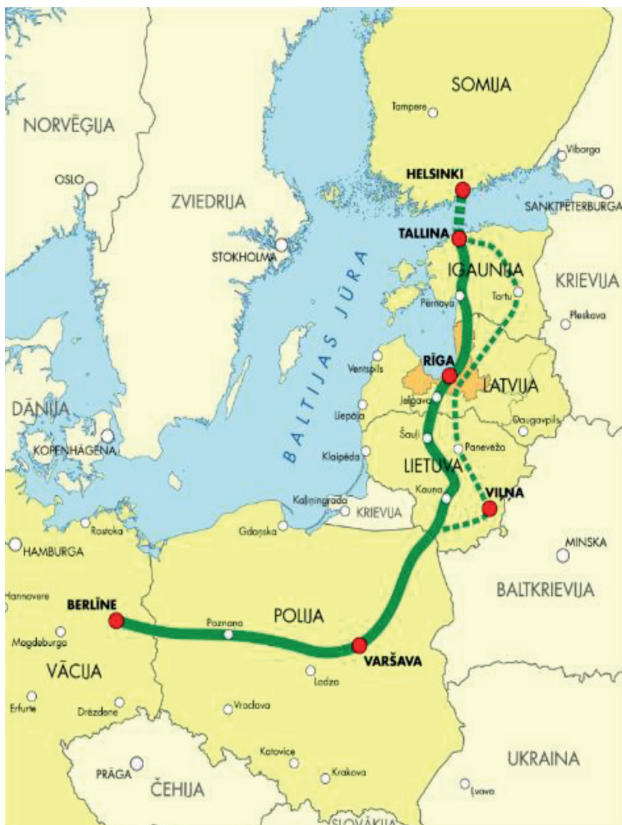 SOMIJA
Tampere
NORVĒĢIJA
Viborga
HELSINKI
OSLO
SANKTPĒTERBURGA
ZVIEDRIJA
TALLINA
STOKHOLMA
IGAUNIJA
KRIEVIJA
Pērnava
Tartu
Pleskava
BALTIJAS JŪRA
Ventspils
RĪGA
LATVIJA
Jelgava
DĀNIJA
Liepāja
Daugavpils
KOPENHĀGENA
Šauļi
Panevēža
Klaipēda
LIETUVA
Kauņa
VIĻŅA
Kaļiņingrada
KRIEVIJA
Rostoka
Gdaņska
HAMBURGA
MINSKA
BALTKRIEVIJA
Hannovere
BERLĪNE
POLIJA
Poznaņa
Magdeburga
VARŠAVA
VĀCIJA
Lodza
Erfurte
Drēzdene
Vroclava
UKRAINA
Katovice
PRĀGA
Krakova
ČEHIJA
Ļvova
SLOVĀKIJA